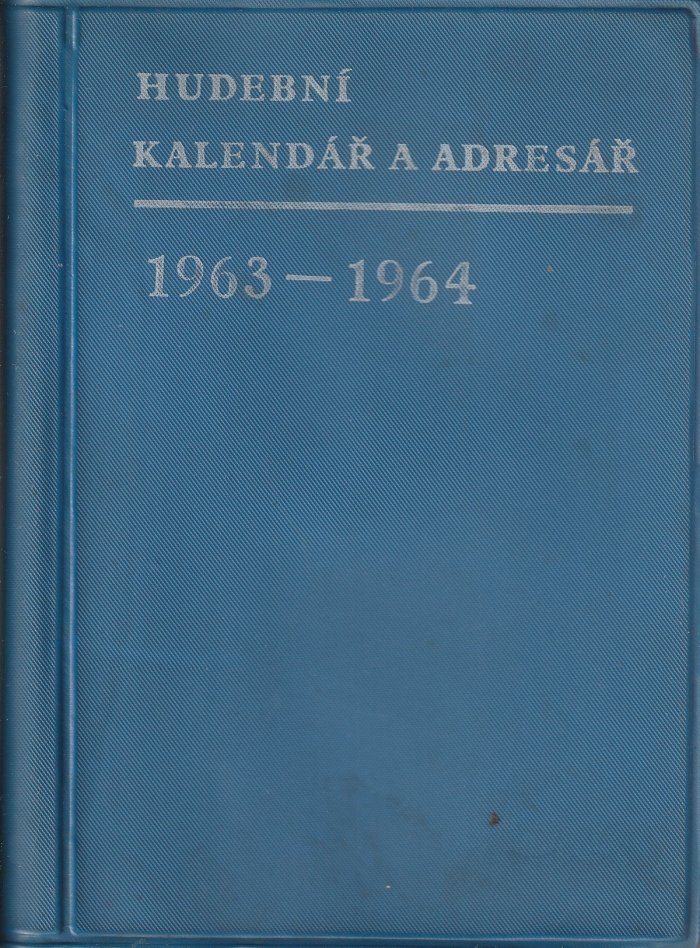 HUDEBNÍ
KALENDÁŘ A ADRESÁŘ
1963 — 1964